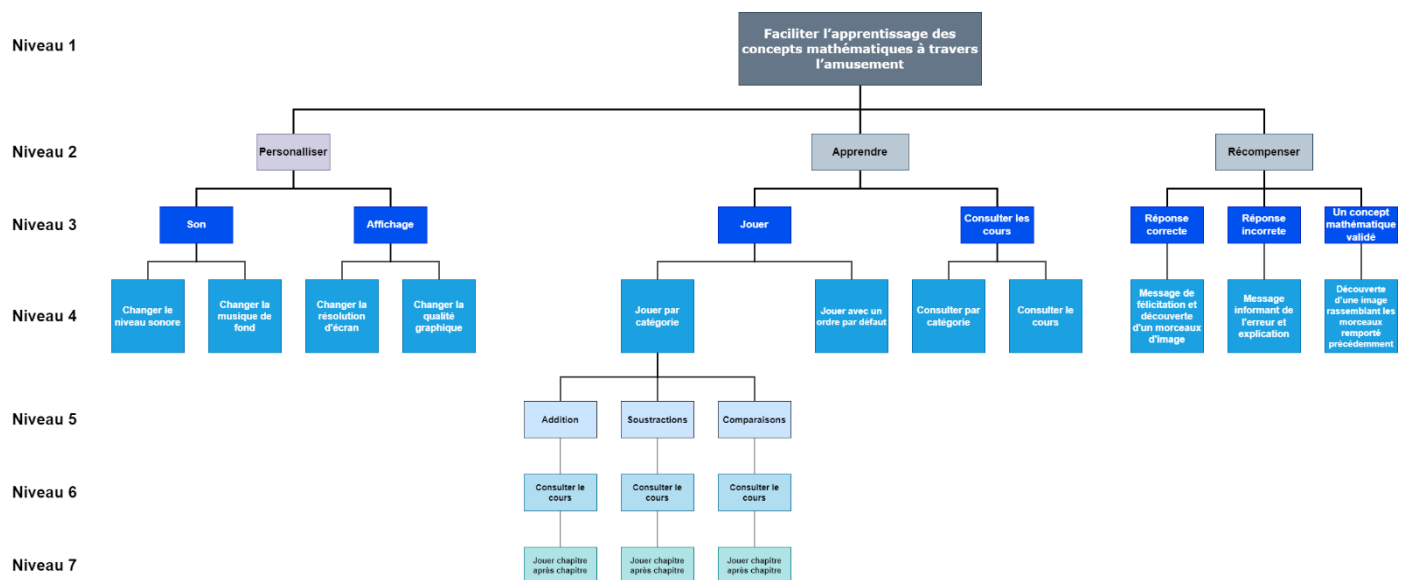 Niveau 1
Faciliter l'apprentissage des
concepts mathématiques à travers
l'amusement
Niveau 2
Personalliser
Apprendre
Récompenser
Niveau 3
Son
Affichage
Jouer
Consulter les
cours
Réponse
correcte
Réponse
incorrete
Un concept
mathématique
validé
Niveau 4
Changer le
niveau sonore
Changer la
musique de
fond
Changer la
résolution
d'écran
Changer la
qualité
graphique
Jouer par
catégorie
Jouer avec un
ordre par défaut
Consulter par
catégorie
Consulter le
cours
Message de
félicitation et
découverte
d'un morceaux
d'image
Message
informant de
l'erreur et
explication
Découverte
d'une image
rassemblant les
morceaux
remporté
précédemment
Niveau 5
Addition
Soustractions
Comparaisons
Niveau 6
Consulter le
cours
Consulter le
cours
Consulter le
cours
Niveau 7
Jouer chapitre
après chapitre
Jouer chapitre
après chapitre
Jouer chapitre
après chapitre